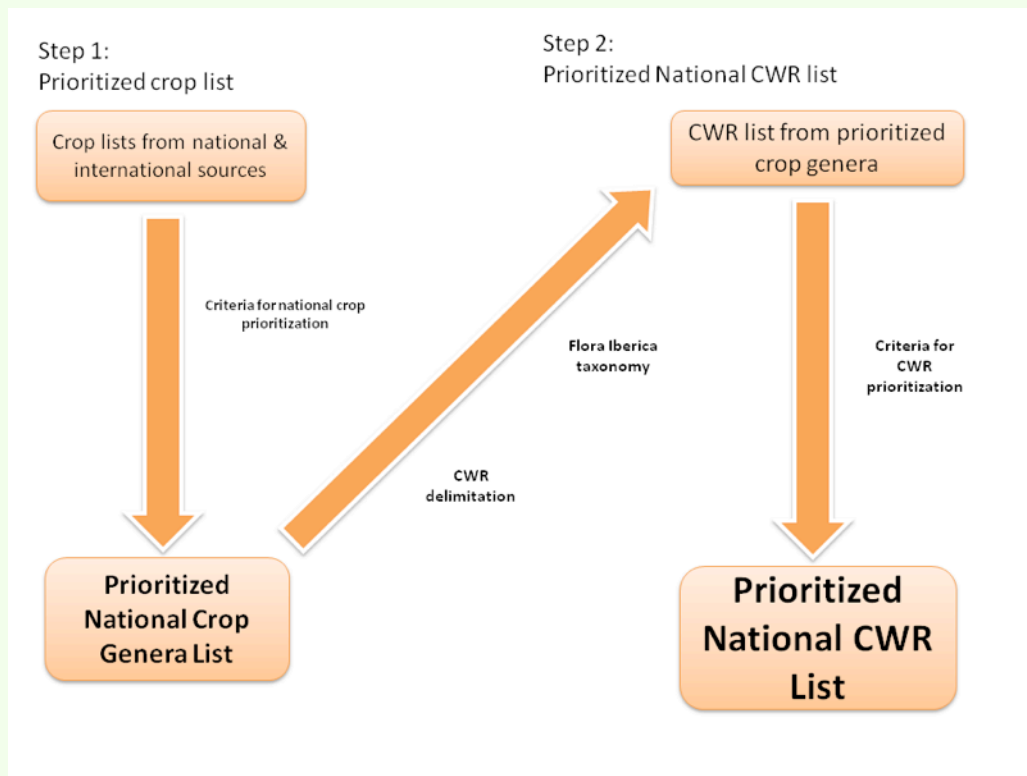 Step 1:
Prioritized crop list
Crop lists from national &
international sources
Criteria for national crop
prioritization
Prioritized
National Crop
Genera List
CWR
delimitation
Flora Iberica
taxonomy
Step 2:
Prioritized National CWR list
CWR list from prioritized
crop genera
Criteria for
CWR
prioritization
Prioritized
National CWR
List